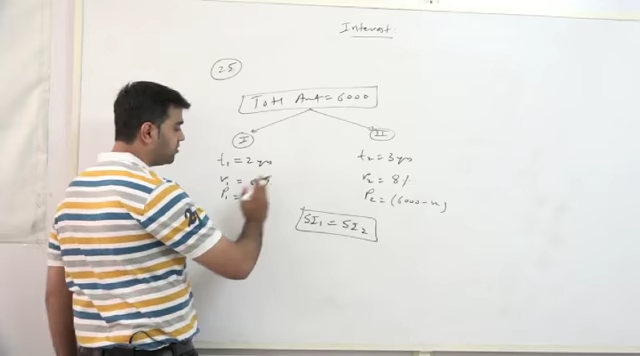 Interest:
25
Total Amt = 6000
I
II
t₁ = 2 yrs
t₂ = 3 yrs
r₁ =
r₂ = 8%
P₁ =
P₂ = (6000 - x)
SI₁ = SI₂